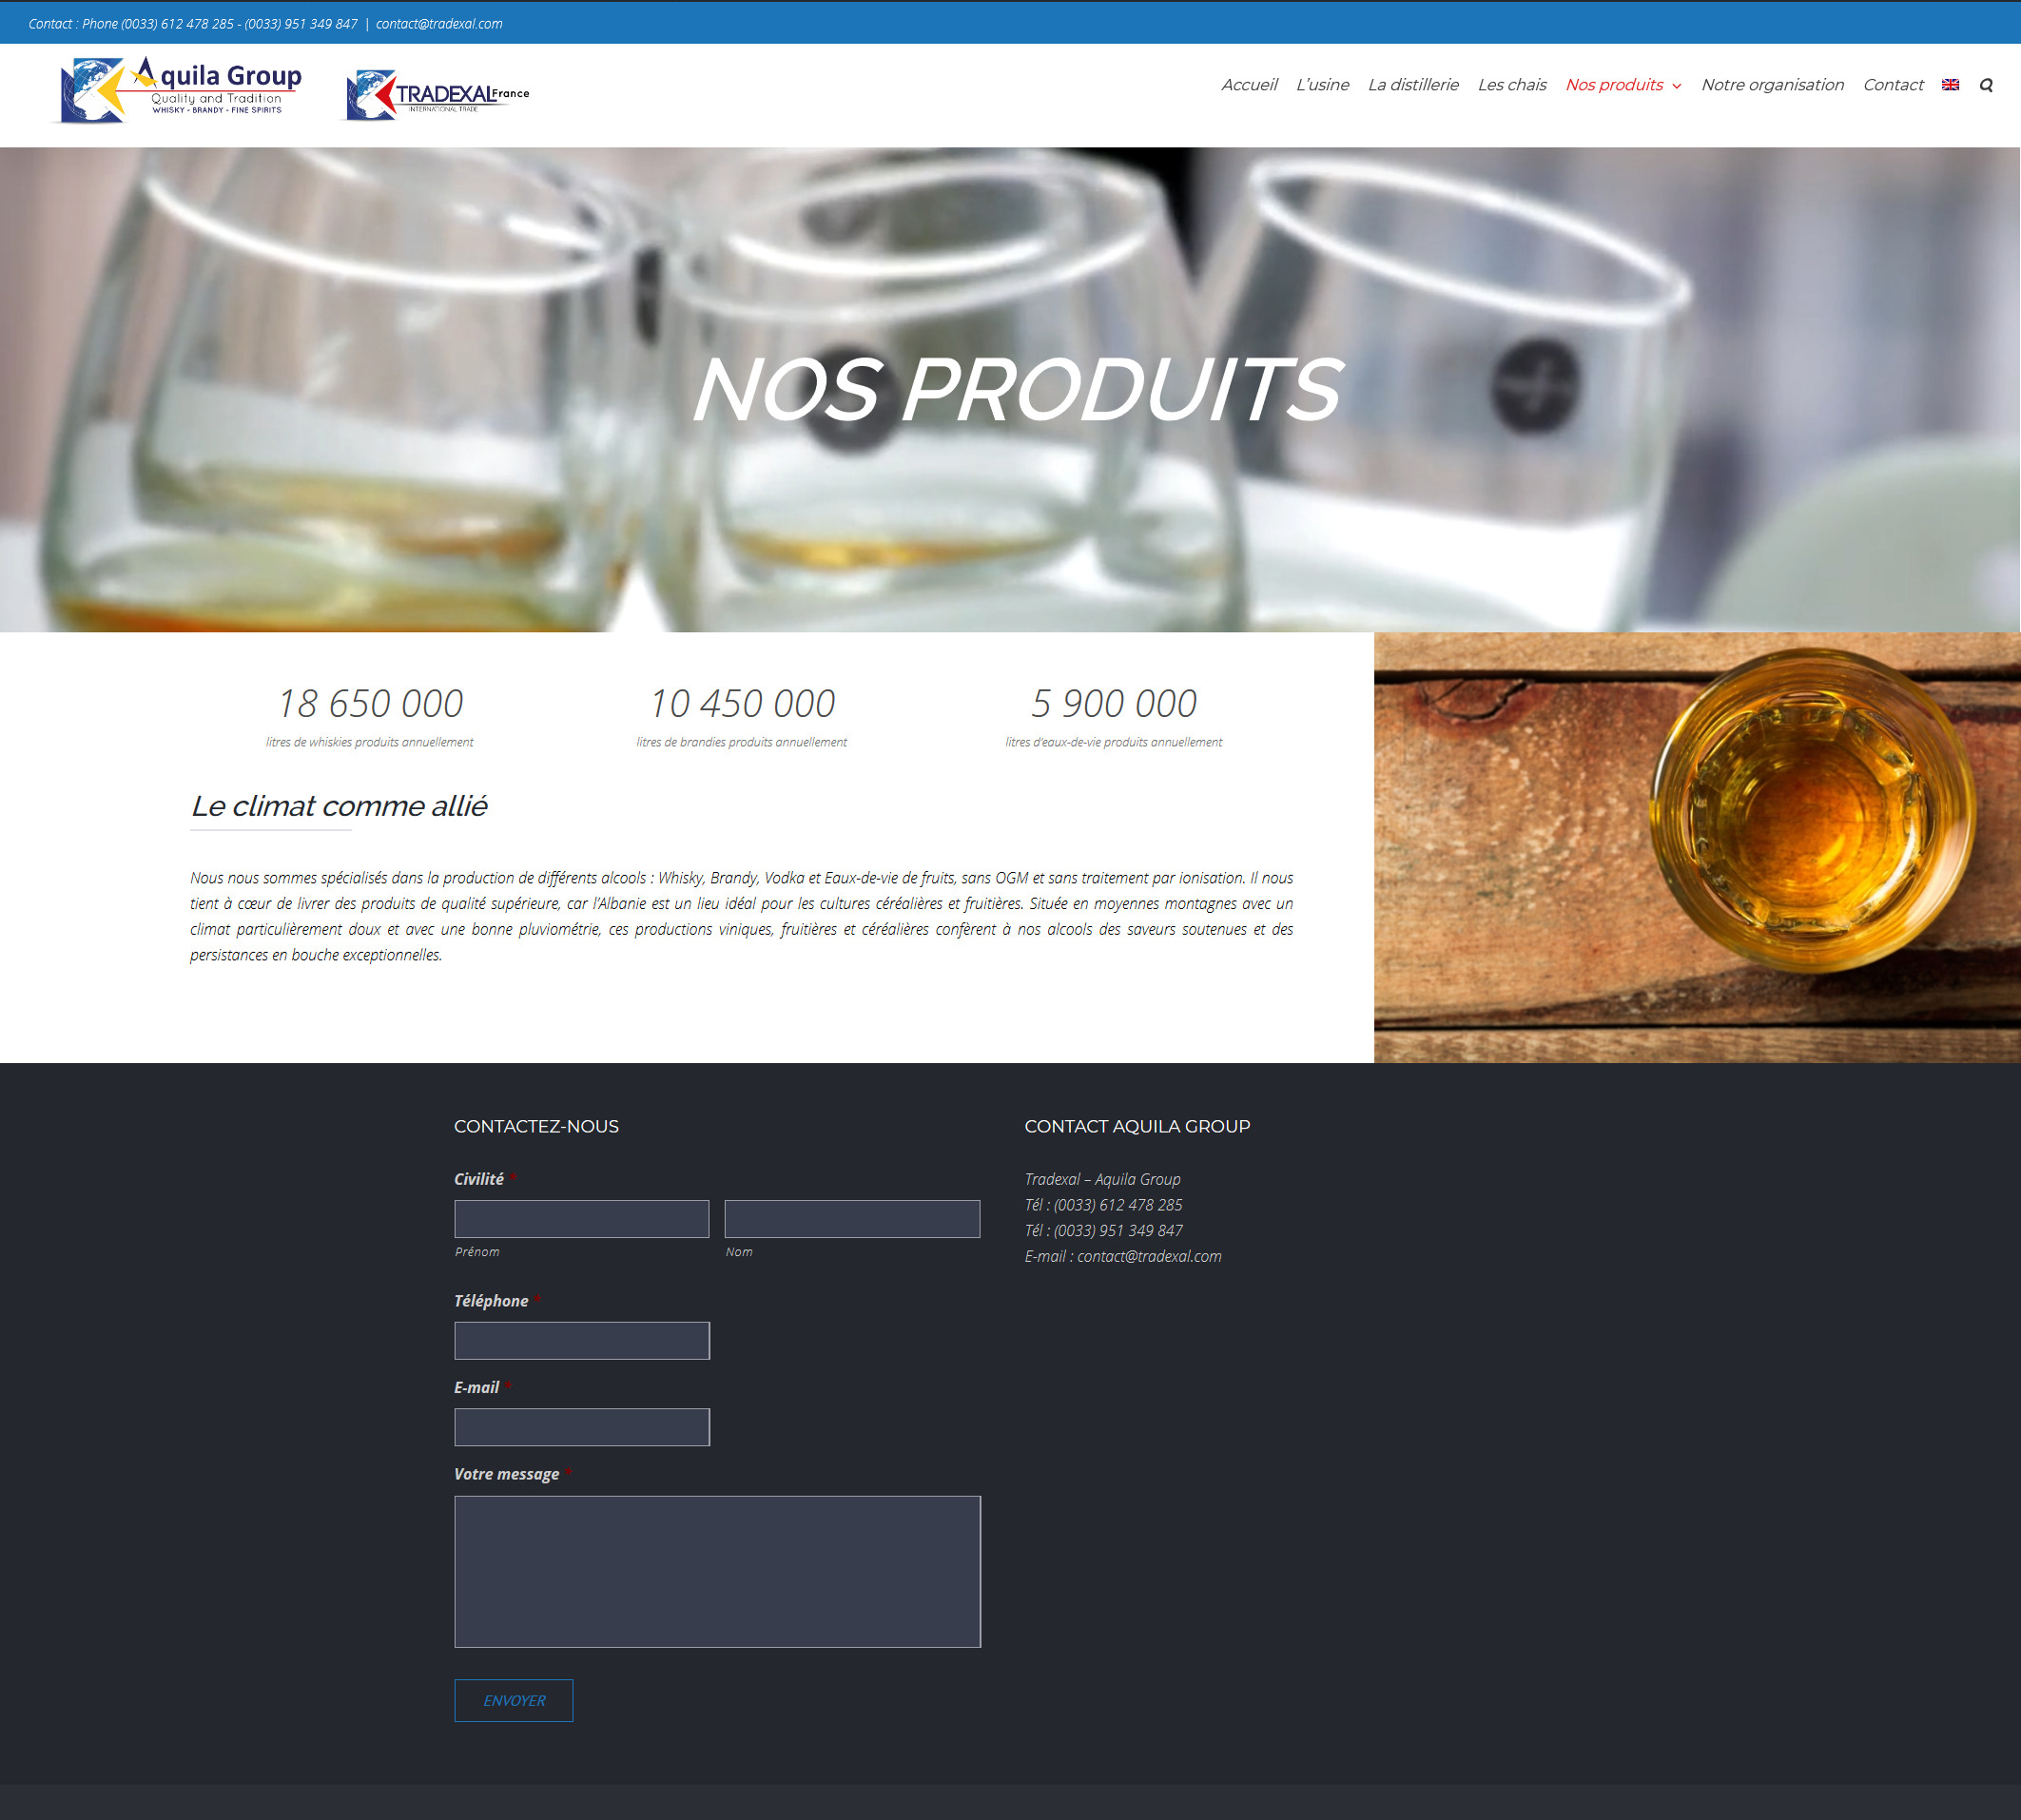 Contact : Phone (0033) 612 478 285 - (0033) 951 349 847 | contact@tradexal.com
Aquila Group
Quality and Tradition
WHISKY - BRANDY - FINE SPIRITS
TRADEXAL France
INTERNATIONAL TRADE
Accueil L'usine La distillerie Les chais Nos produits Notre organisation Contact
NOS PRODUITS
18 650 000 10 450 000 5 900 000
litres de whiskies produits annuellement litres de brandies produits annuellement litres d'eaux-de-vie produits annuellement
Le climat comme allié
Nous nous sommes spécialisés dans la production de différents alcools : Whisky, Brandy, Vodka et Eaux-de-vie de fruits, sans OGM et sans traitement par ionisation. Il nous
tient à cœur de livrer des produits de qualité supérieure, car l'Albanie est un lieu idéal pour les cultures céréalières et fruitières. Située en moyennes montagnes avec un
climat particulièrement doux et avec une bonne pluviométrie, ces productions viniques, fruitières et céréalières confèrent à nos alcools des saveurs soutenues et des
persistances en bouche exceptionnelles.
CONTACTEZ-NOUS
Civilité *
Prénom Nom
Téléphone *
E-mail *
Votre message *
ENVOYER
CONTACT AQUILA GROUP
Tradexal – Aquila Group
Tél : (0033) 612 478 285
Tél : (0033) 951 349 847
E-mail : contact@tradexal.com